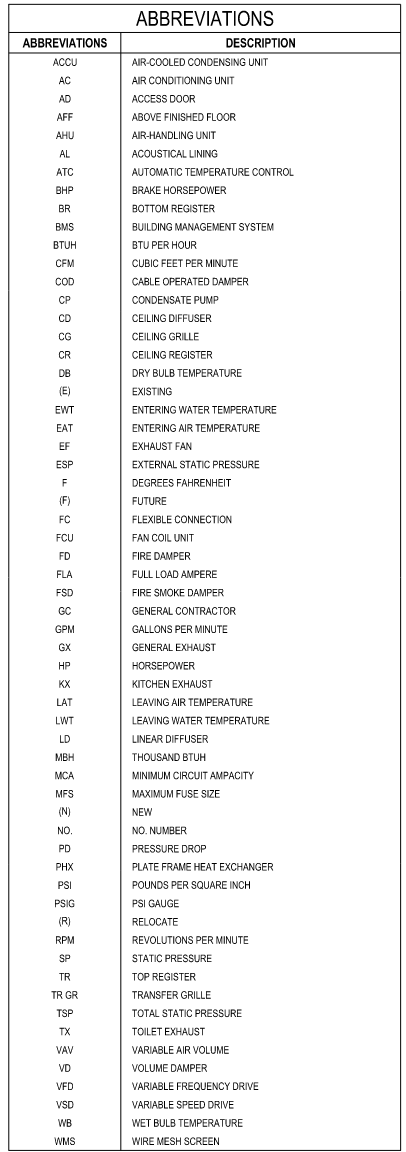 ABBREVIATIONS
ABBREVIATIONS DESCRIPTION
ACCU AIR-COOLED CONDENSING UNIT
AC AIR CONDITIONING UNIT
AD ACCESS DOOR
AFF ABOVE FINISHED FLOOR
AHU AIR-HANDLING UNIT
AL ACOUSTICAL LINING
ATC AUTOMATIC TEMPERATURE CONTROL
BHP BRAKE HORSEPOWER
BR BOTTOM REGISTER
BMS BUILDING MANAGEMENT SYSTEM
BTUH BTU PER HOUR
CFM CUBIC FEET PER MINUTE
COD CABLE OPERATED DAMPER
CP CONDENSATE PUMP
CD CEILING DIFFUSER
CG CEILING GRILLE
CR CEILING REGISTER
DB DRY BULB TEMPERATURE
(E) EXISTING
EWT ENTERING WATER TEMPERATURE
EAT ENTERING AIR TEMPERATURE
EF EXHAUST FAN
ESP EXTERNAL STATIC PRESSURE
F DEGREES FAHRENHEIT
(F) FUTURE
FC FLEXIBLE CONNECTION
FCU FAN COIL UNIT
FD FIRE DAMPER
FLA FULL LOAD AMPERE
FSD FIRE SMOKE DAMPER
GC GENERAL CONTRACTOR
GPM GALLONS PER MINUTE
GX GENERAL EXHAUST
HP HORSEPOWER
KX KITCHEN EXHAUST
LAT LEAVING AIR TEMPERATURE
LWT LEAVING WATER TEMPERATURE
LD LINEAR DIFFUSER
MBH THOUSAND BTUH
MCA MINIMUM CIRCUIT AMPACITY
MFS MAXIMUM FUSE SIZE
(N) NEW
NO. NO. NUMBER
PD PRESSURE DROP
PHX PLATE FRAME HEAT EXCHANGER
PSI POUNDS PER SQUARE INCH
PSIG PSI GAUGE
(R) RELOCATE
RPM REVOLUTIONS PER MINUTE
SP STATIC PRESSURE
TR TOP REGISTER
TR GR TRANSFER GRILLE
TSP TOTAL STATIC PRESSURE
TX TOILET EXHAUST
VAV VARIABLE AIR VOLUME
VD VOLUME DAMPER
VFD VARIABLE FREQUENCY DRIVE
VSD VARIABLE SPEED DRIVE
WB WET BULB TEMPERATURE
WMS WIRE MESH SCREEN